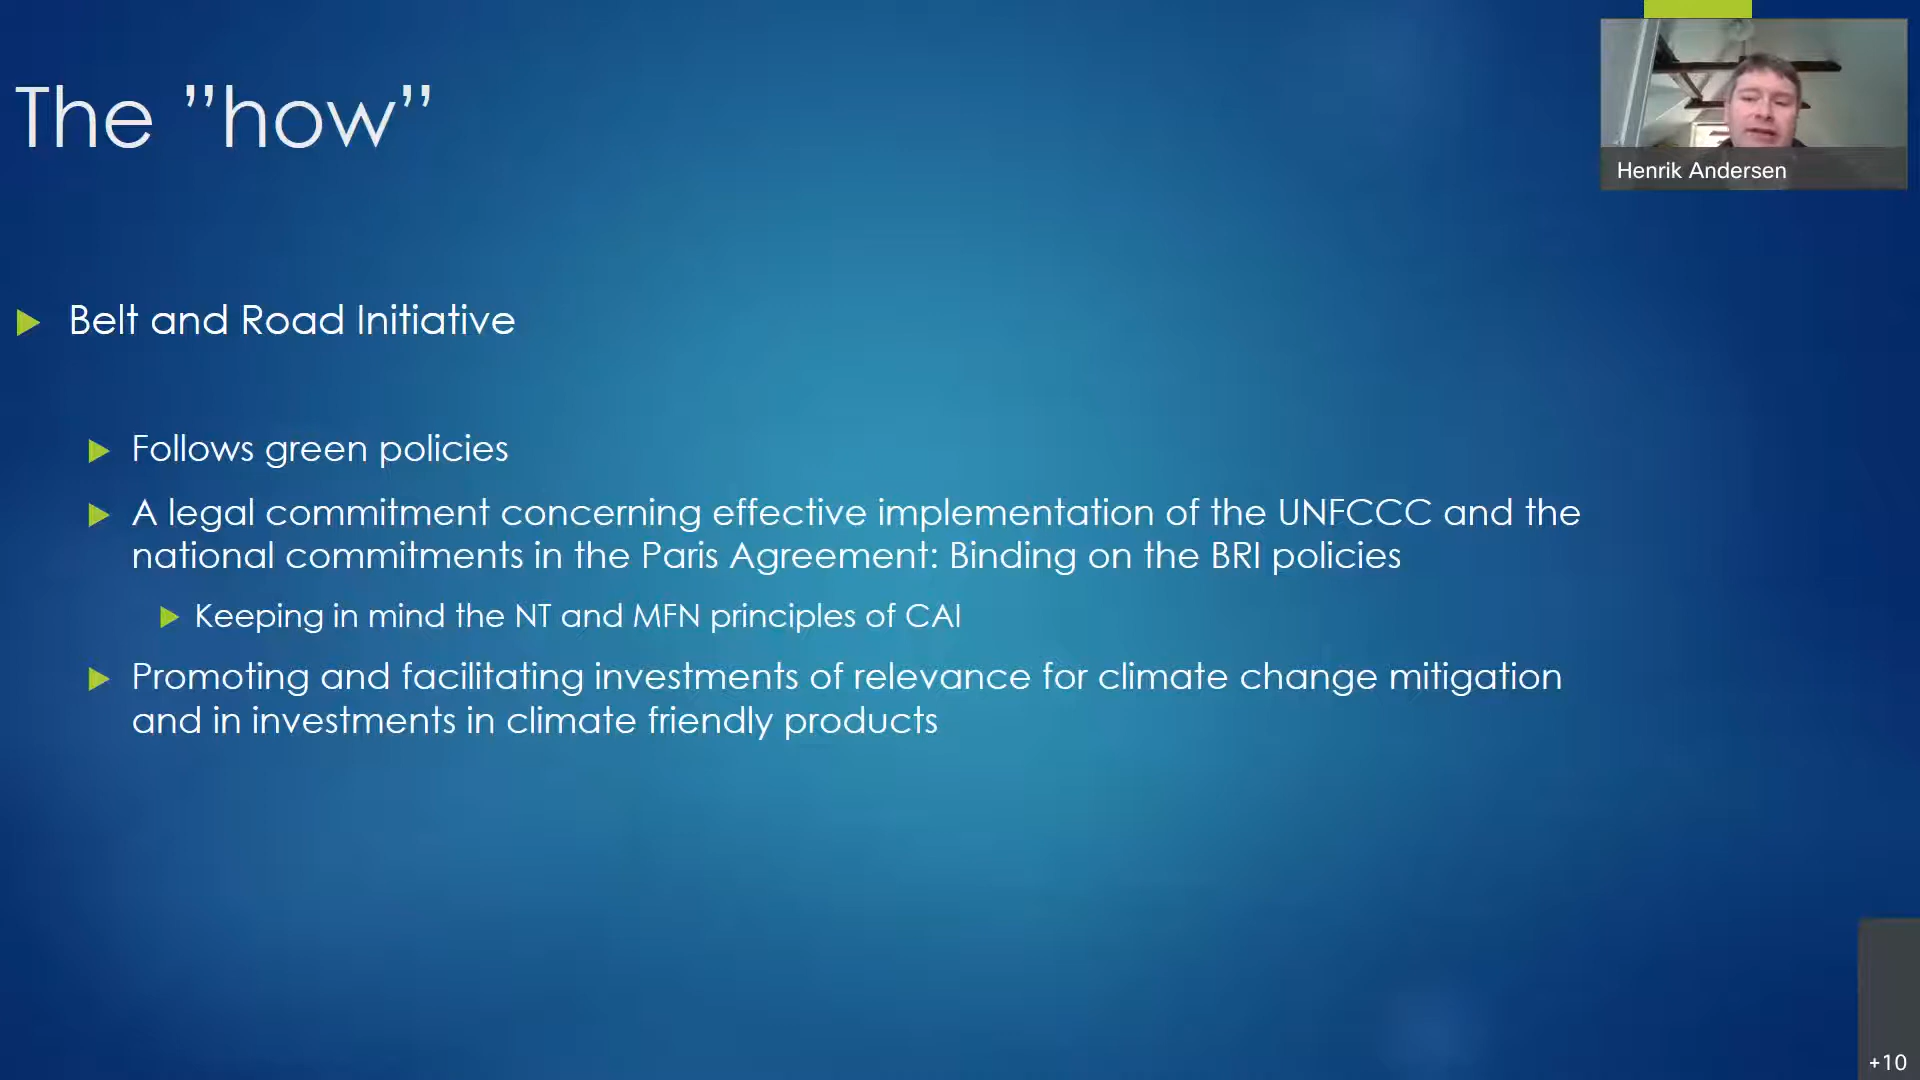 The ”how”
Henrik Andersen
Belt and Road Initiative
Follows green policies
A legal commitment concerning effective implementation of the UNFCCC and the
national commitments in the Paris Agreement: Binding on the BRI policies
Keeping in mind the NT and MFN principles of CAI
Promoting and facilitating investments of relevance for climate change mitigation
and in investments in climate friendly products
+10